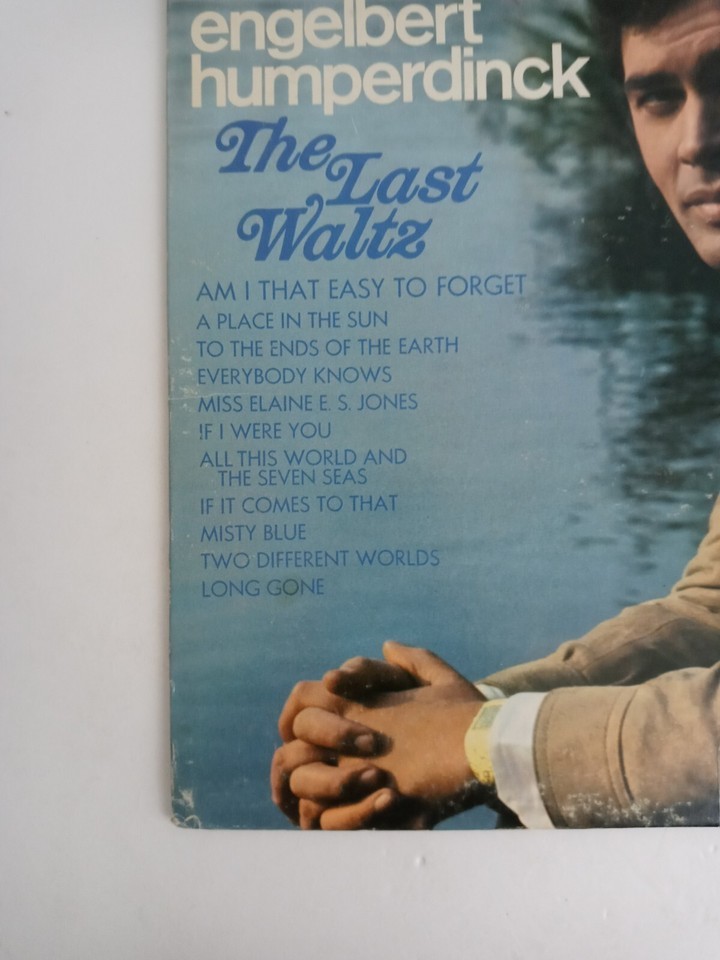 engelbert
humperdinck
The Last
Waltz
AM I THAT EASY TO FORGET
A PLACE IN THE SUN
TO THE ENDS OF THE EARTH
EVERYBODY KNOWS
MISS ELAINE E. S. JONES
IF I WERE YOU
ALL THIS WORLD AND
THE SEVEN SEAS
IF IT COMES TO THAT
MISTY BLUE
TWO DIFFERENT WORLDS
LONG GONE